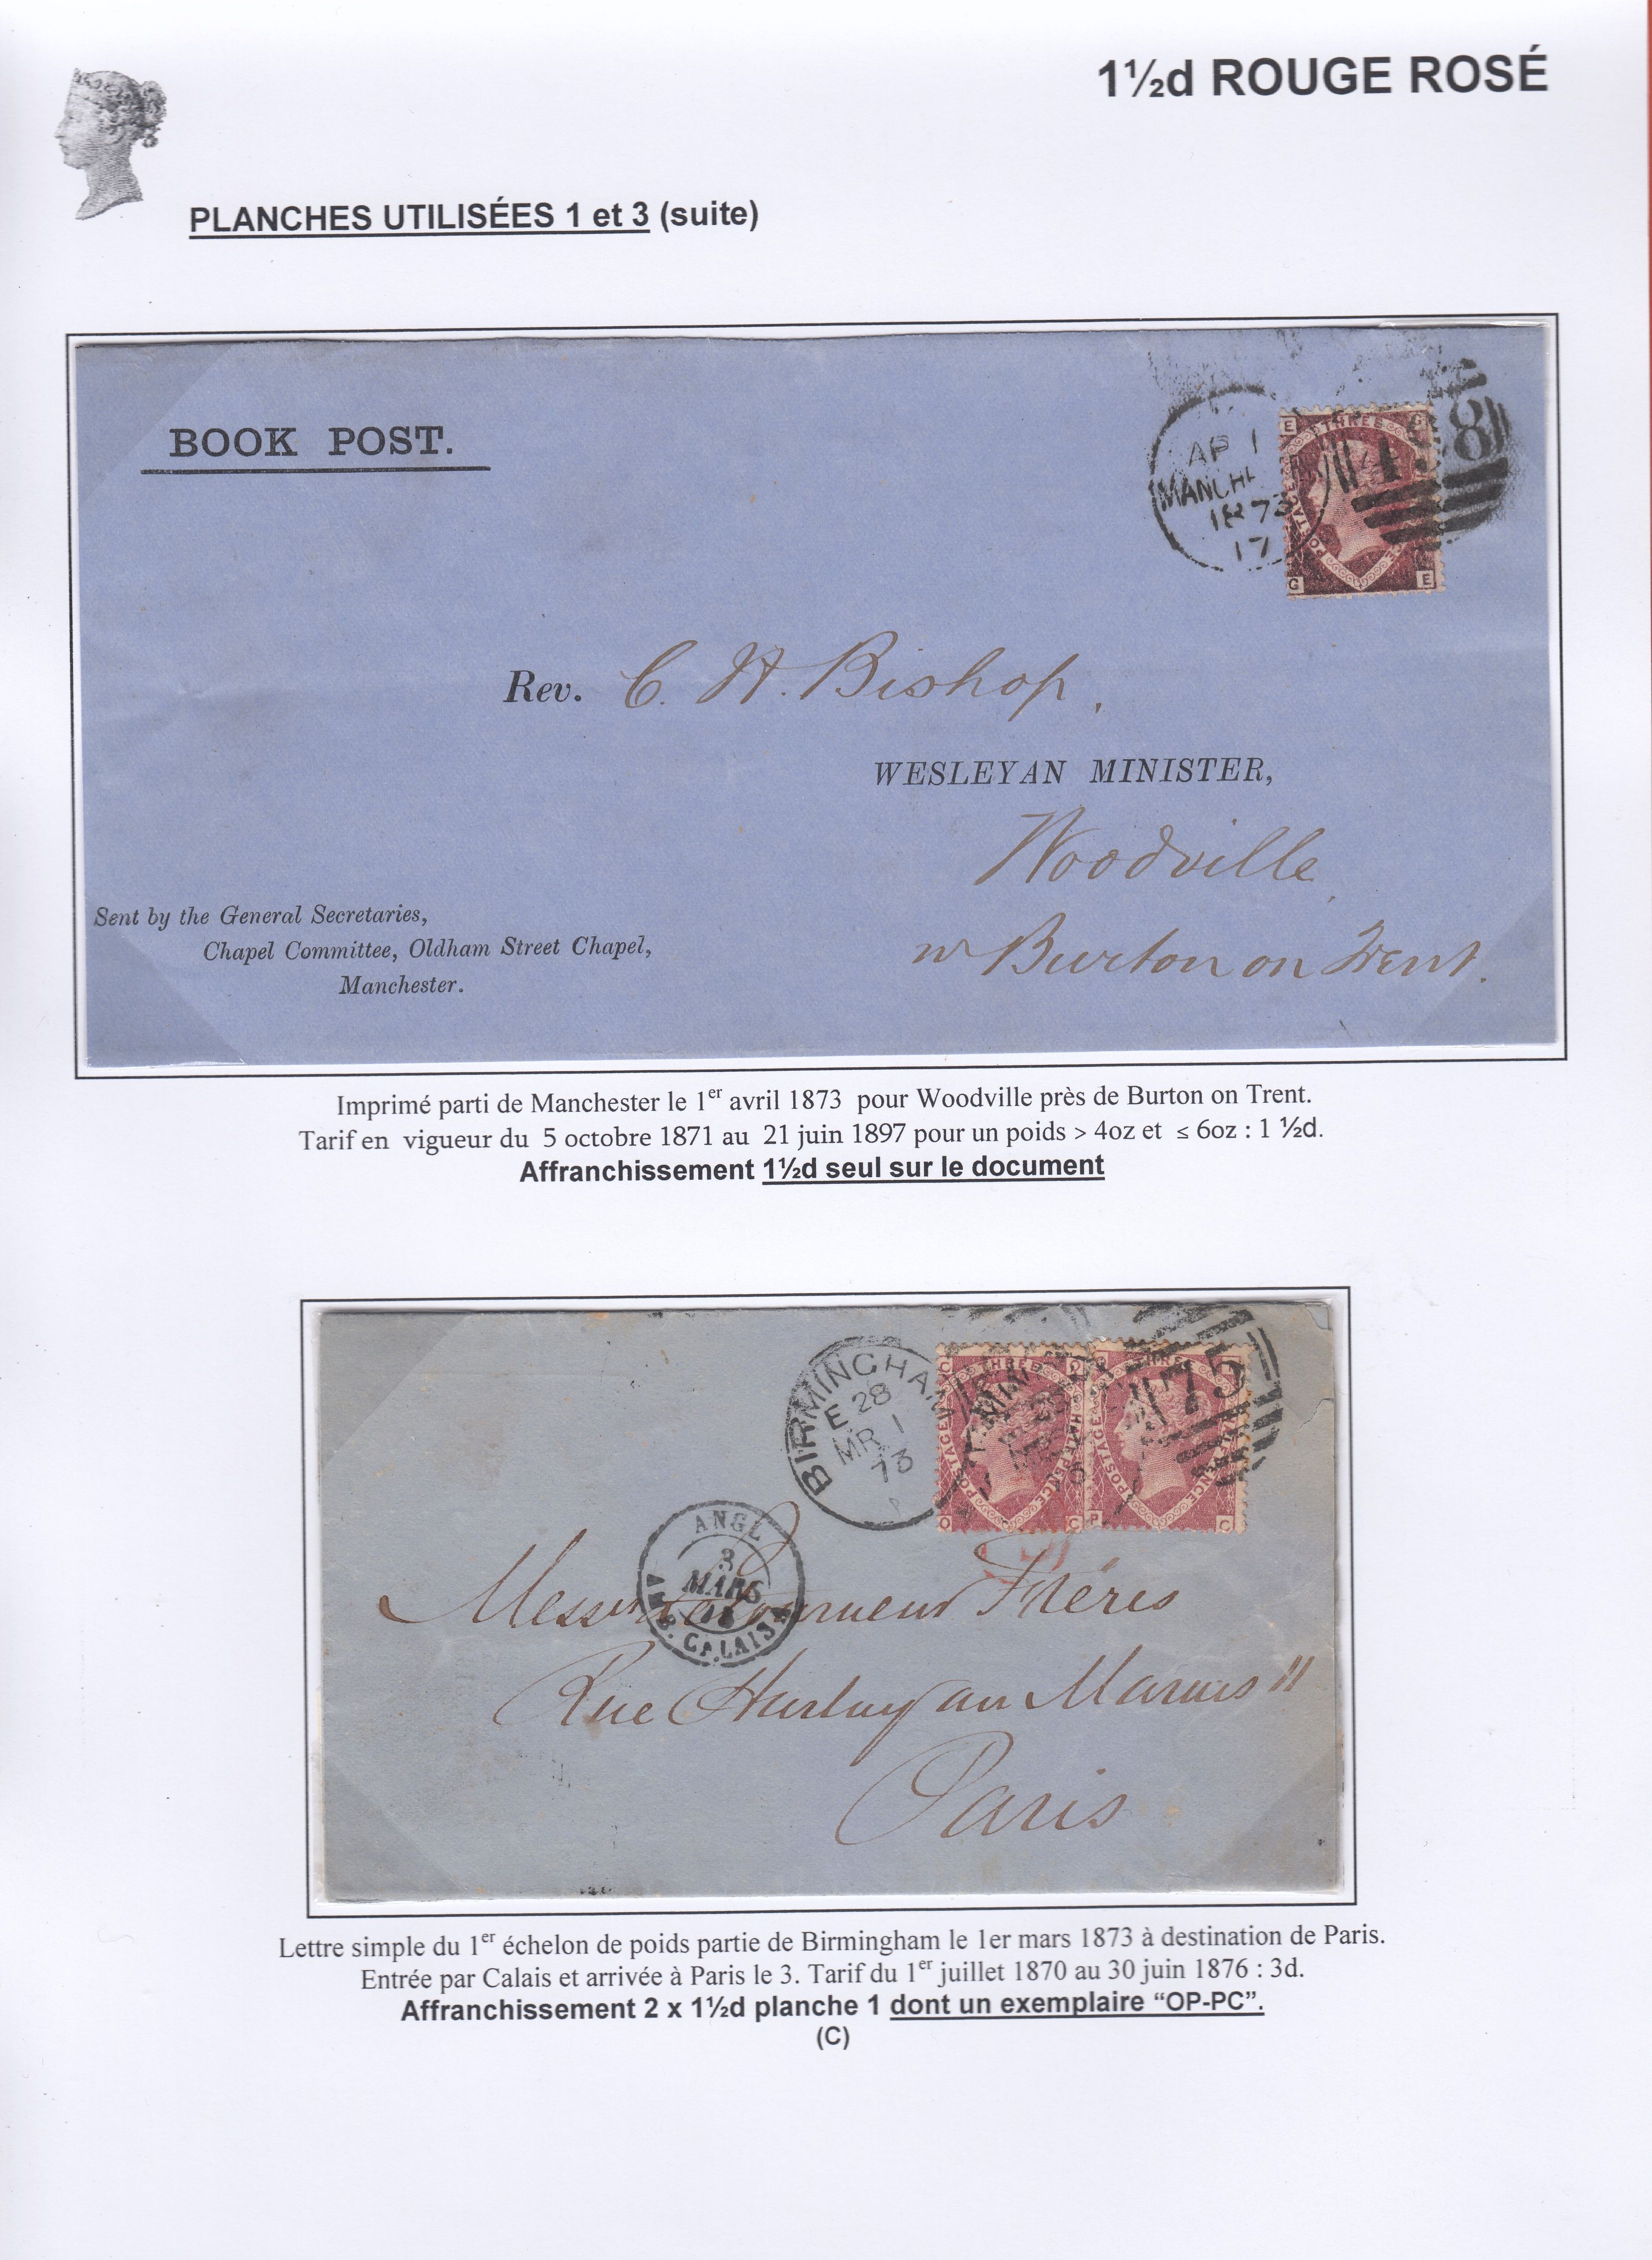 1½d ROUGE ROSÉ
PLANCHES UTILISÉES 1 et 3 (suite)
BOOK POST.
AP 1
MANCH
1873
17
498
E G
THREE
POSTAGE
G E
Rev. C. H. Bishop.
WESLEYAN MINISTER,
Woodville
nr Burton on Trent.
Sent by the General Secretaries,
Chapel Committee, Oldham Street Chapel,
Manchester.
Imprimé parti de Manchester le 1er avril 1873 pour Woodville près de Burton on Trent.
Tarif en vigueur du 5 octobre 1871 au 21 juin 1897 pour un poids > 4oz et ≤ 6oz : 1 ½d.
Affranchissement 1½d seul sur le document
BIRMINGHAM
E 28
MR 1
73
75
C O
THREE
POSTAGE
HALFPENCE
O C
POSTAGE
P C
ANGL
3
MARS
AMB. CALAIS
Messrs Frères
Rue
Paris
Lettre simple du 1er échelon de poids partie de Birmingham le 1er mars 1873 à destination de Paris.
Entrée par Calais et arrivée à Paris le 3. Tarif du 1er juillet 1870 au 30 juin 1876 : 3d.
Affranchissement 2 x 1½d planche 1 dont un exemplaire “OP-PC”.
(C)